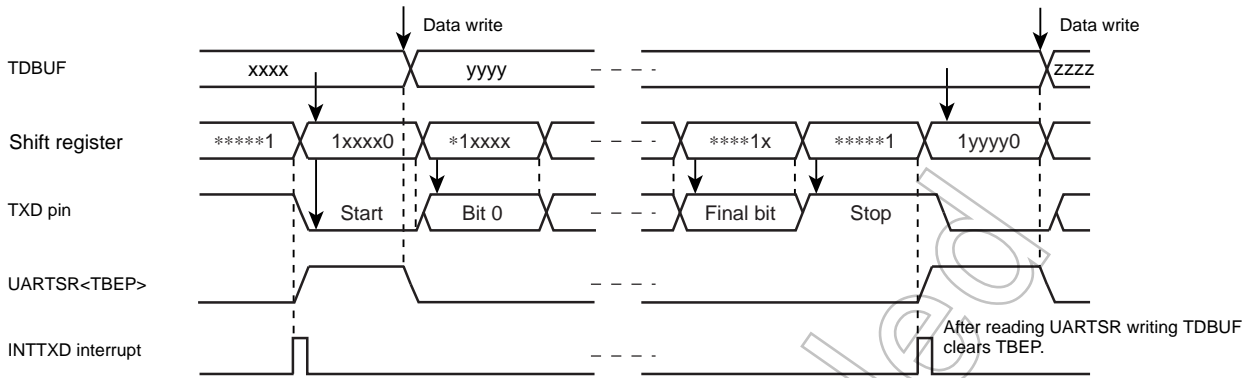 Data write Data write
TDBUF xxxx yyyy zzzz
Shift register *****1 1xxxx0 *1xxxx ****1x *****1 1yyyy0
TXD pin Start Bit 0 Final bit Stop
UARTSR<TBEP>
After reading UARTSR writing TDBUF
INTTXD interrupt clears TBEP.